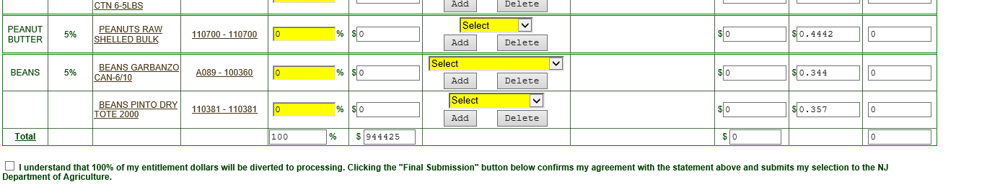 CTN 6-5LBS Add Delete
PEANUT BUTTER 5% PEANUTS RAW SHELLED BULK 110700 - 110700 0 % $ 0 Select Add Delete $ 0 $ 0.4442 0
BEANS 5% BEANS GARBANZO CAN-6/10 A089 - 100360 0 % $ 0 Select Add Delete $ 0 $ 0.344 0
BEANS PINTO DRY TOTE 2000 110381 - 110381 0 % $ 0 Select Add Delete $ 0 $ 0.357 0
Total 100 % $ 944425 $ 0 0
I understand that 100% of my entitlement dollars will be diverted to processing. Clicking the "Final Submission" button below confirms my agreement with the statement above and submits my selection to the NJ
Department of Agriculture.